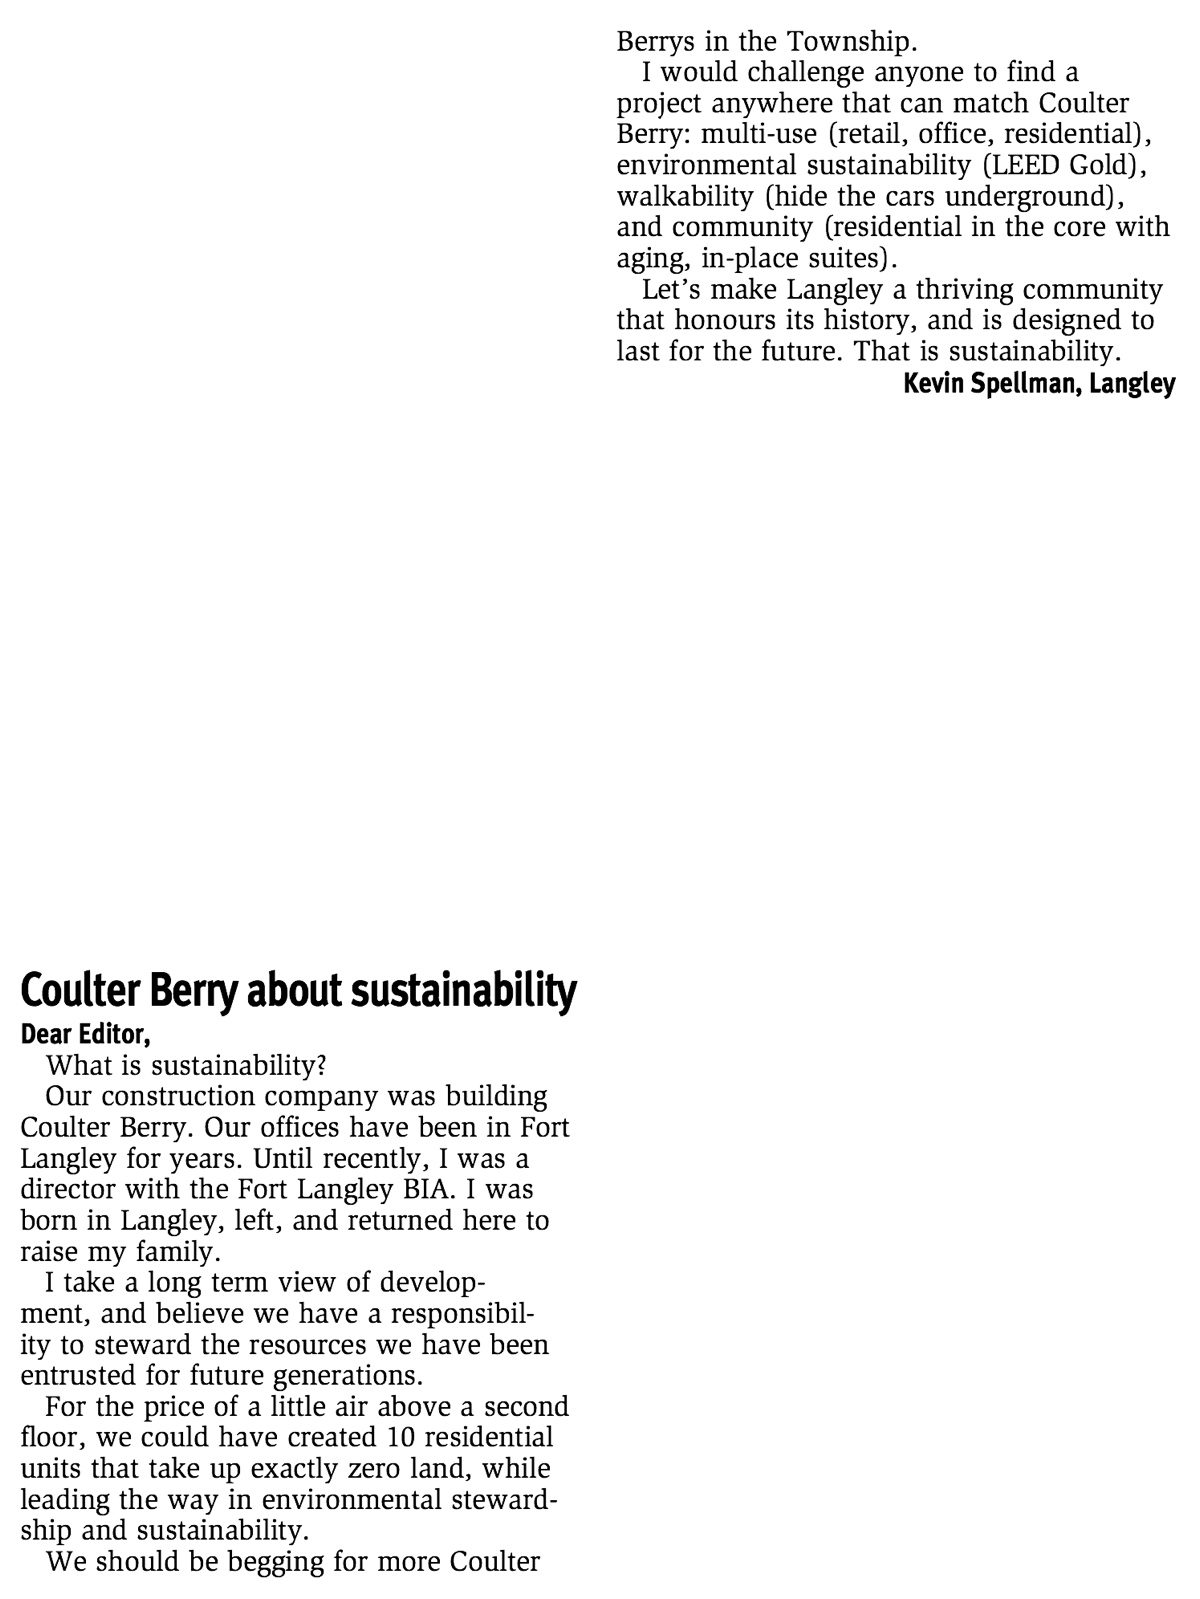 Coulter Berry about sustainability
Dear Editor,
What is sustainability?
Our construction company was building
Coulter Berry. Our offices have been in Fort
Langley for years. Until recently, I was a
director with the Fort Langley BIA. I was
born in Langley, left, and returned here to
raise my family.
I take a long term view of develop-
ment, and believe we have a responsibil-
ity to steward the resources we have been
entrusted for future generations.
For the price of a little air above a second
floor, we could have created 10 residential
units that take up exactly zero land, while
leading the way in environmental steward-
ship and sustainability.
We should be begging for more Coulter
Berrys in the Township.
I would challenge anyone to find a
project anywhere that can match Coulter
Berry: multi-use (retail, office, residential),
environmental sustainability (LEED Gold),
walkability (hide the cars underground),
and community (residential in the core with
aging, in-place suites).
Let’s make Langley a thriving community
that honours its history, and is designed to
last for the future. That is sustainability.
Kevin Spellman, Langley